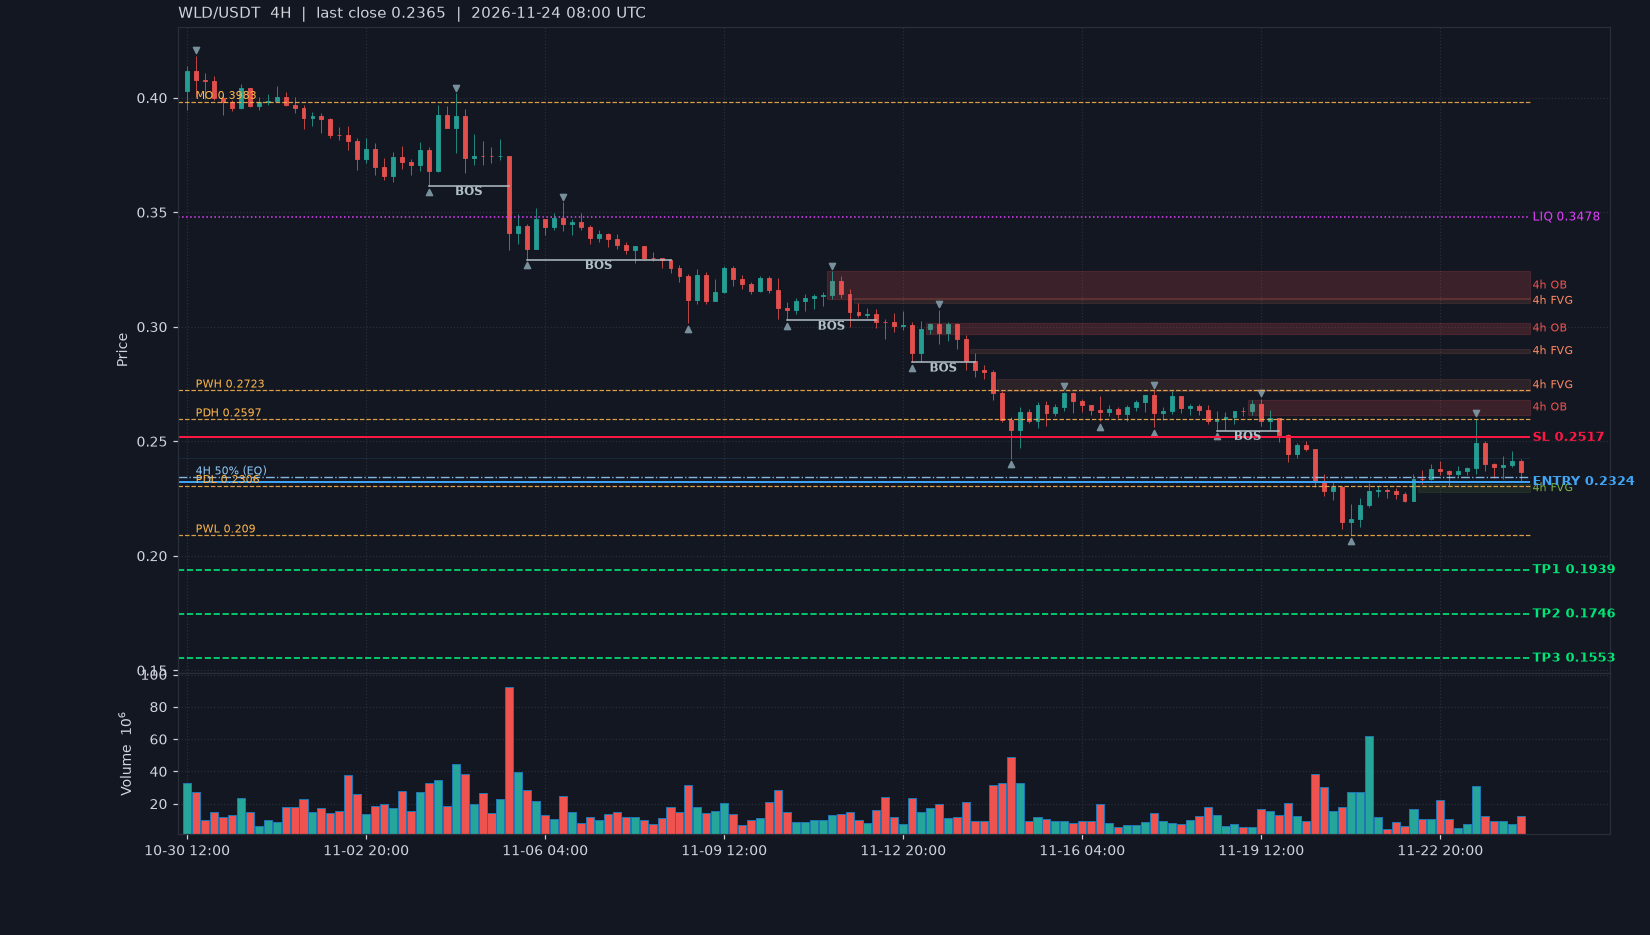 WLD/USDT 4H | last close 0.2365 | 2026-11-24 08:00 UTC
Price
0.40
0.35
0.30
0.25
0.20
0.15
MO 0.3983
BOS
LIQ 0.3478
BOS
4h OB
4h FVG
BOS
4h OB
4h FVG
BOS
PWH 0.2723
4h FVG
4h OB
PDH 0.2597
BOS
SL 0.2517
4H 50% (EQ)
PDL 0.2306
ENTRY 0.2324
4h FVG
PWL 0.209
TP1 0.1939
TP2 0.1746
TP3 0.1553
Volume 10⁶
100
80
60
40
20
10-30 12:00
11-02 20:00
11-06 04:00
11-09 12:00
11-12 20:00
11-16 04:00
11-19 12:00
11-22 20:00